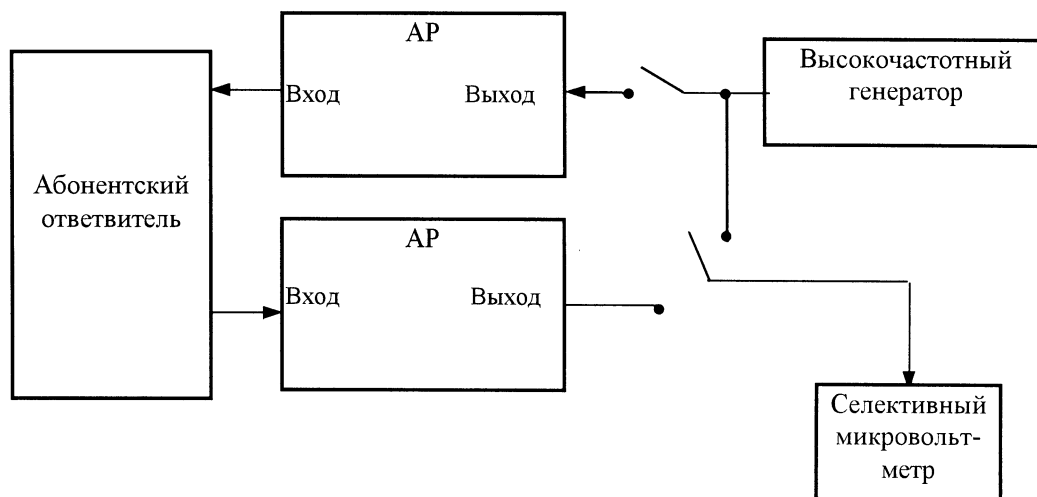 АР
Вход
Выход
Высокочастотный
генератор
Абонентский
ответвитель
АР
Вход
Выход
Селективный
микровольт-
метр